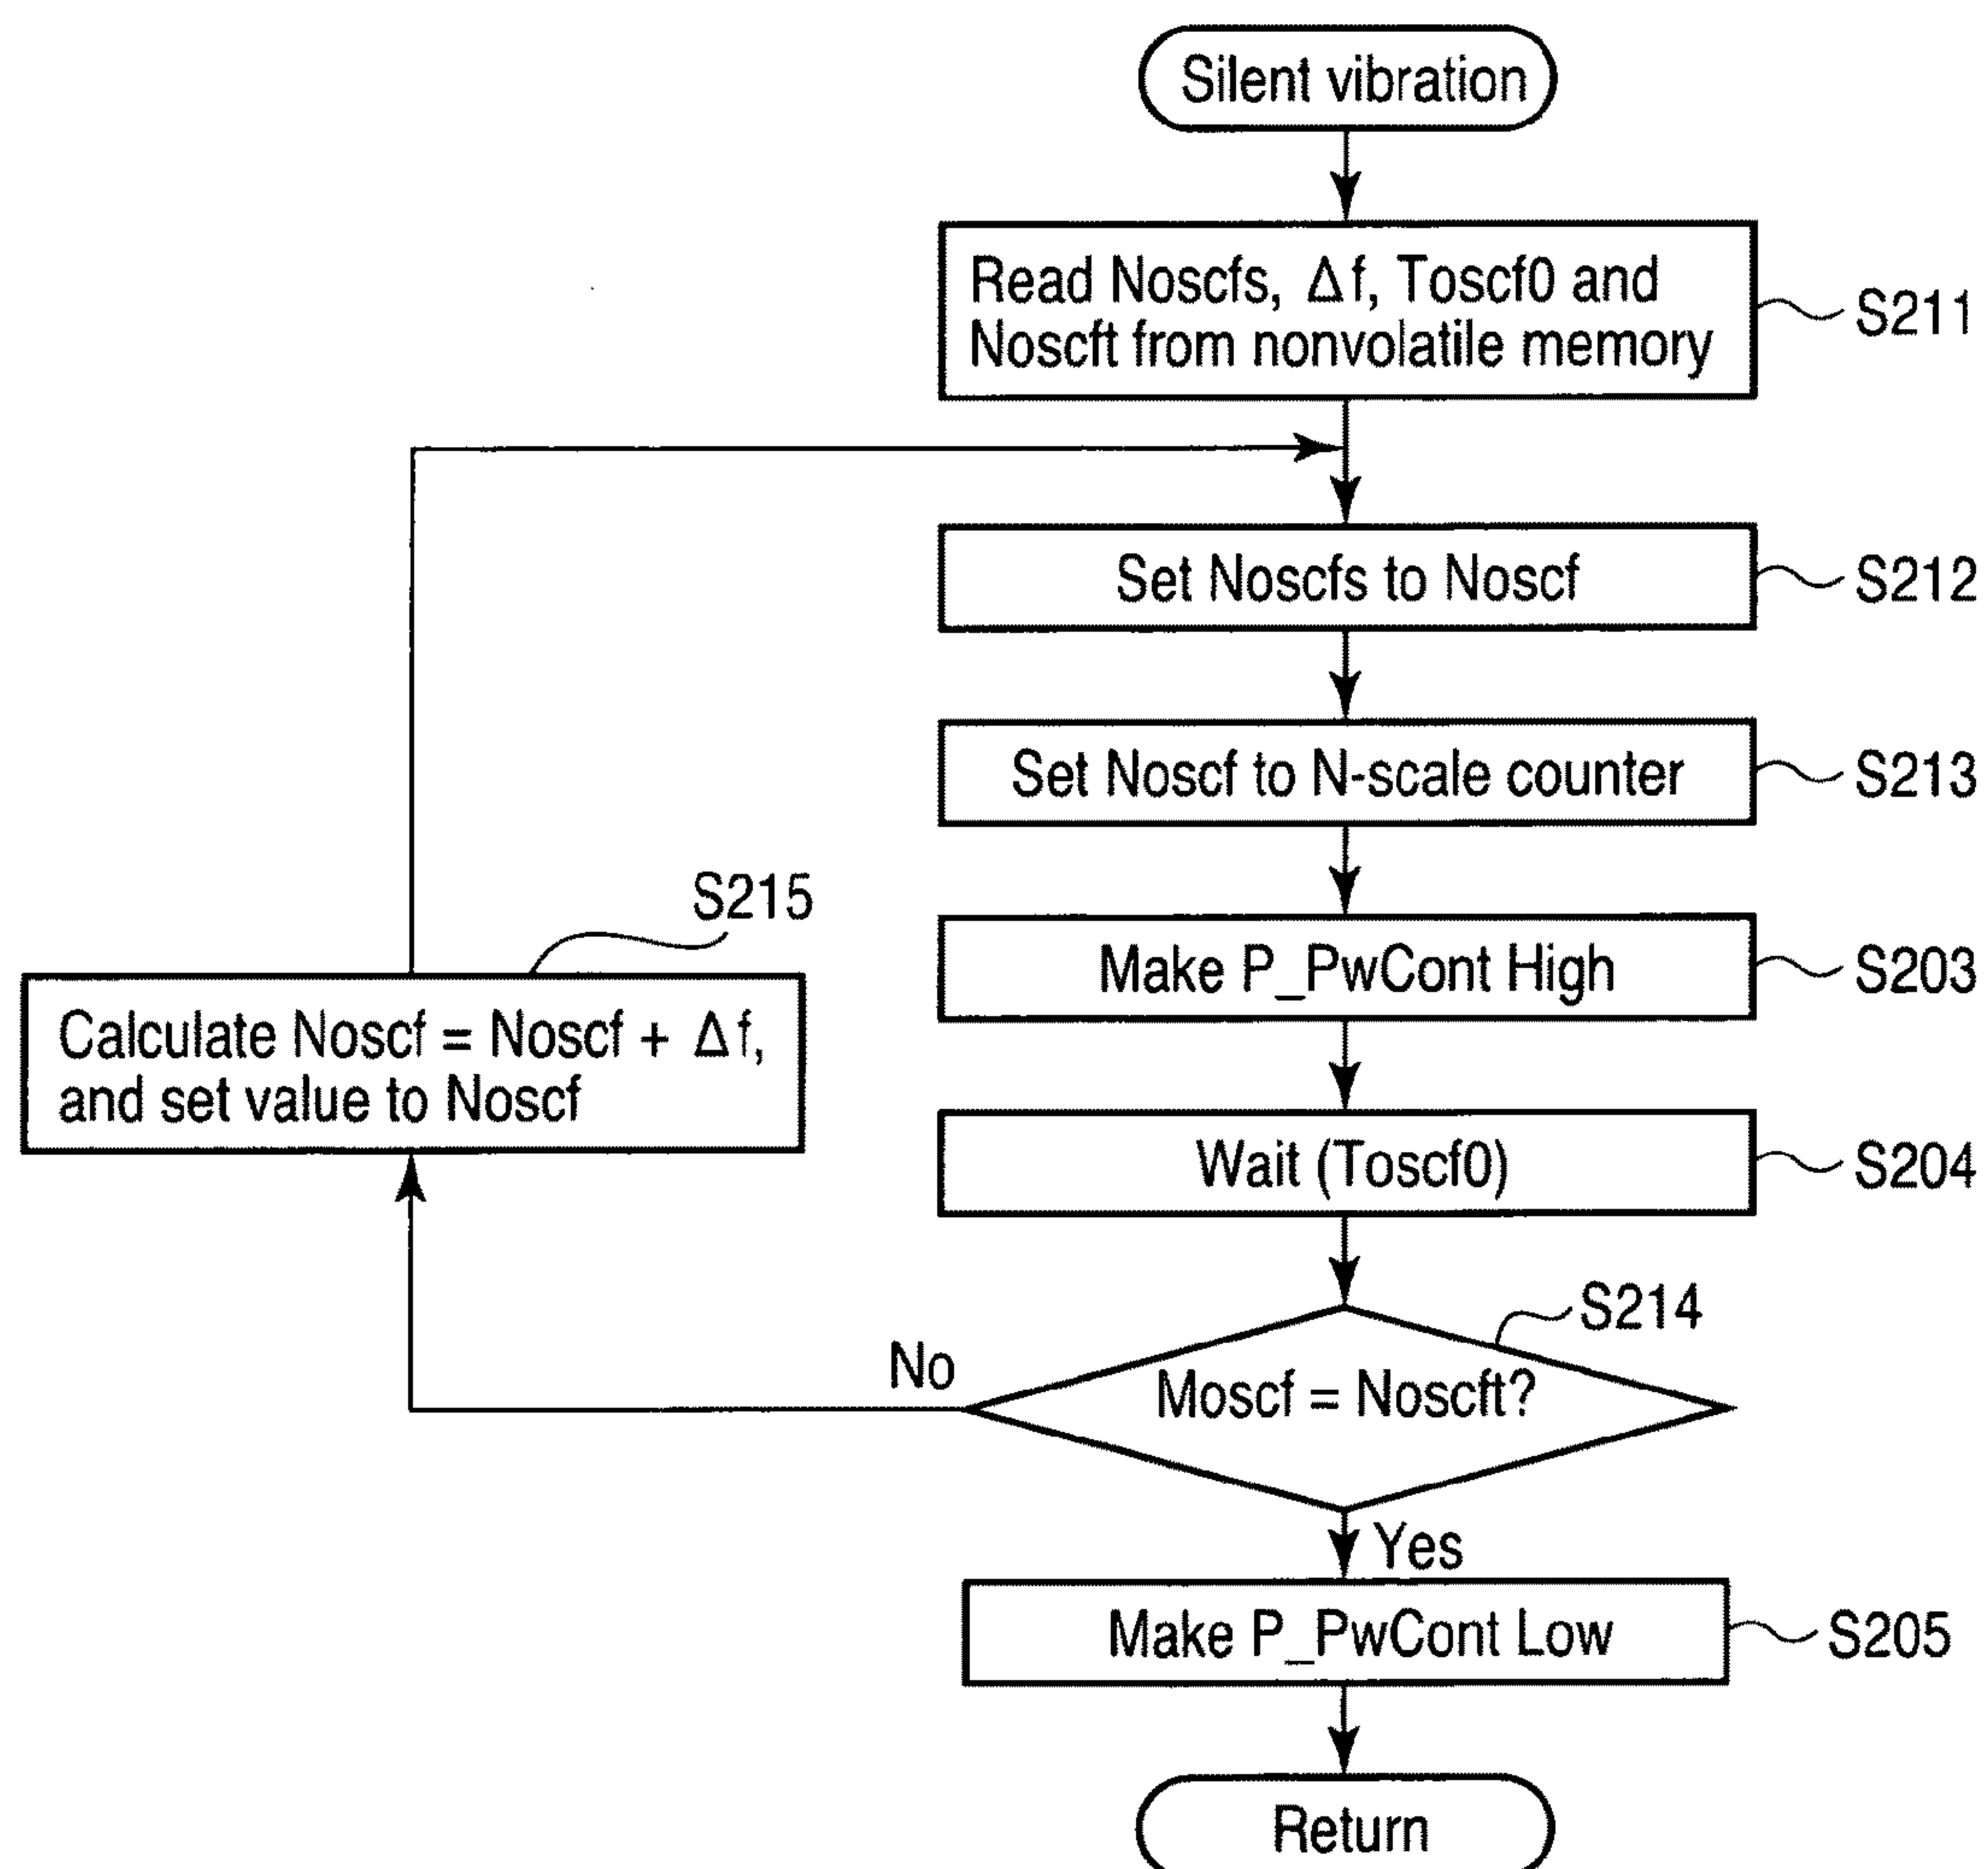 Silent vibration
Read Noscfs, Δf, Toscf0 and
Noscft from nonvolatile memory
S211
Set Noscfs to Noscf
S212
Set Noscf to N-scale counter
S213
S215
Make P_PwCont High
S203
Calculate Noscf = Noscf + Δf,
and set value to Noscf
Wait (Toscf0)
S204
S214
No
Moscf = Noscft?
Yes
Make P_PwCont Low
S205
Return